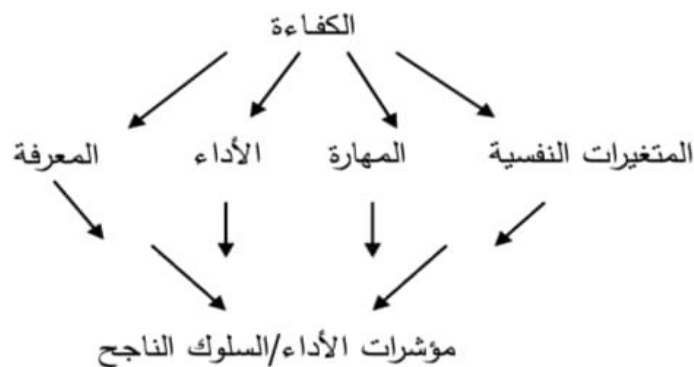 الكفاءة
المتغيرات النفسية المهارة الأداء المعرفة
مؤشرات الأداء/السلوك الناجح